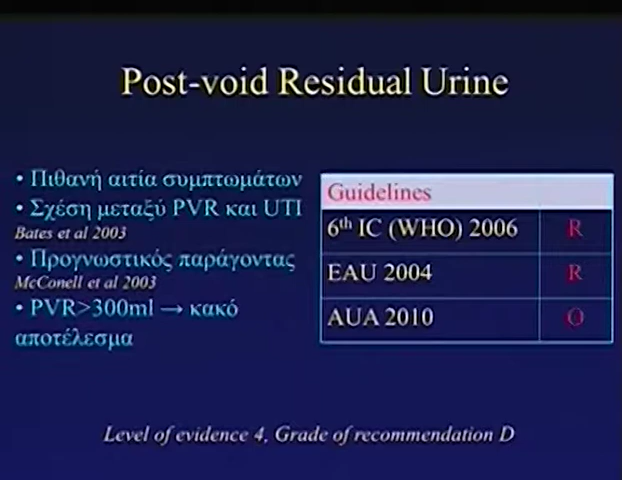 Post-void Residual Urine
• Πιθανή αιτία συμπτωμάτων
• Σχέση μεταξύ PVR και UTI
Bates et al 2003
• Προγνωστικός παράγοντας
McConell et al 2003
• PVR>300ml → κακό
αποτέλεσμα
Guidelines
6th IC (WHO) 2006 R
EAU 2004 R
AUA 2010 O
Level of evidence 4, Grade of recommendation D